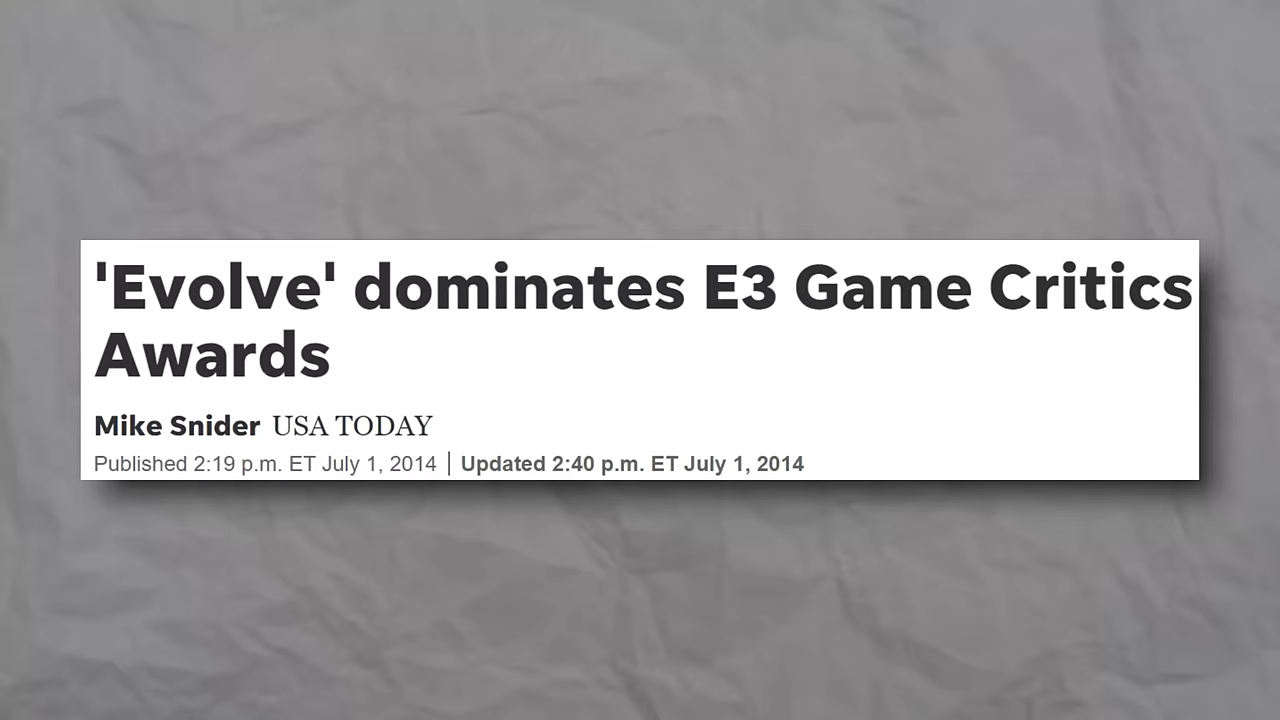 'Evolve' dominates E3 Game Critics
Awards
Mike Snider USA TODAY
Published 2:19 p.m. ET July 1, 2014 | Updated 2:40 p.m. ET July 1, 2014